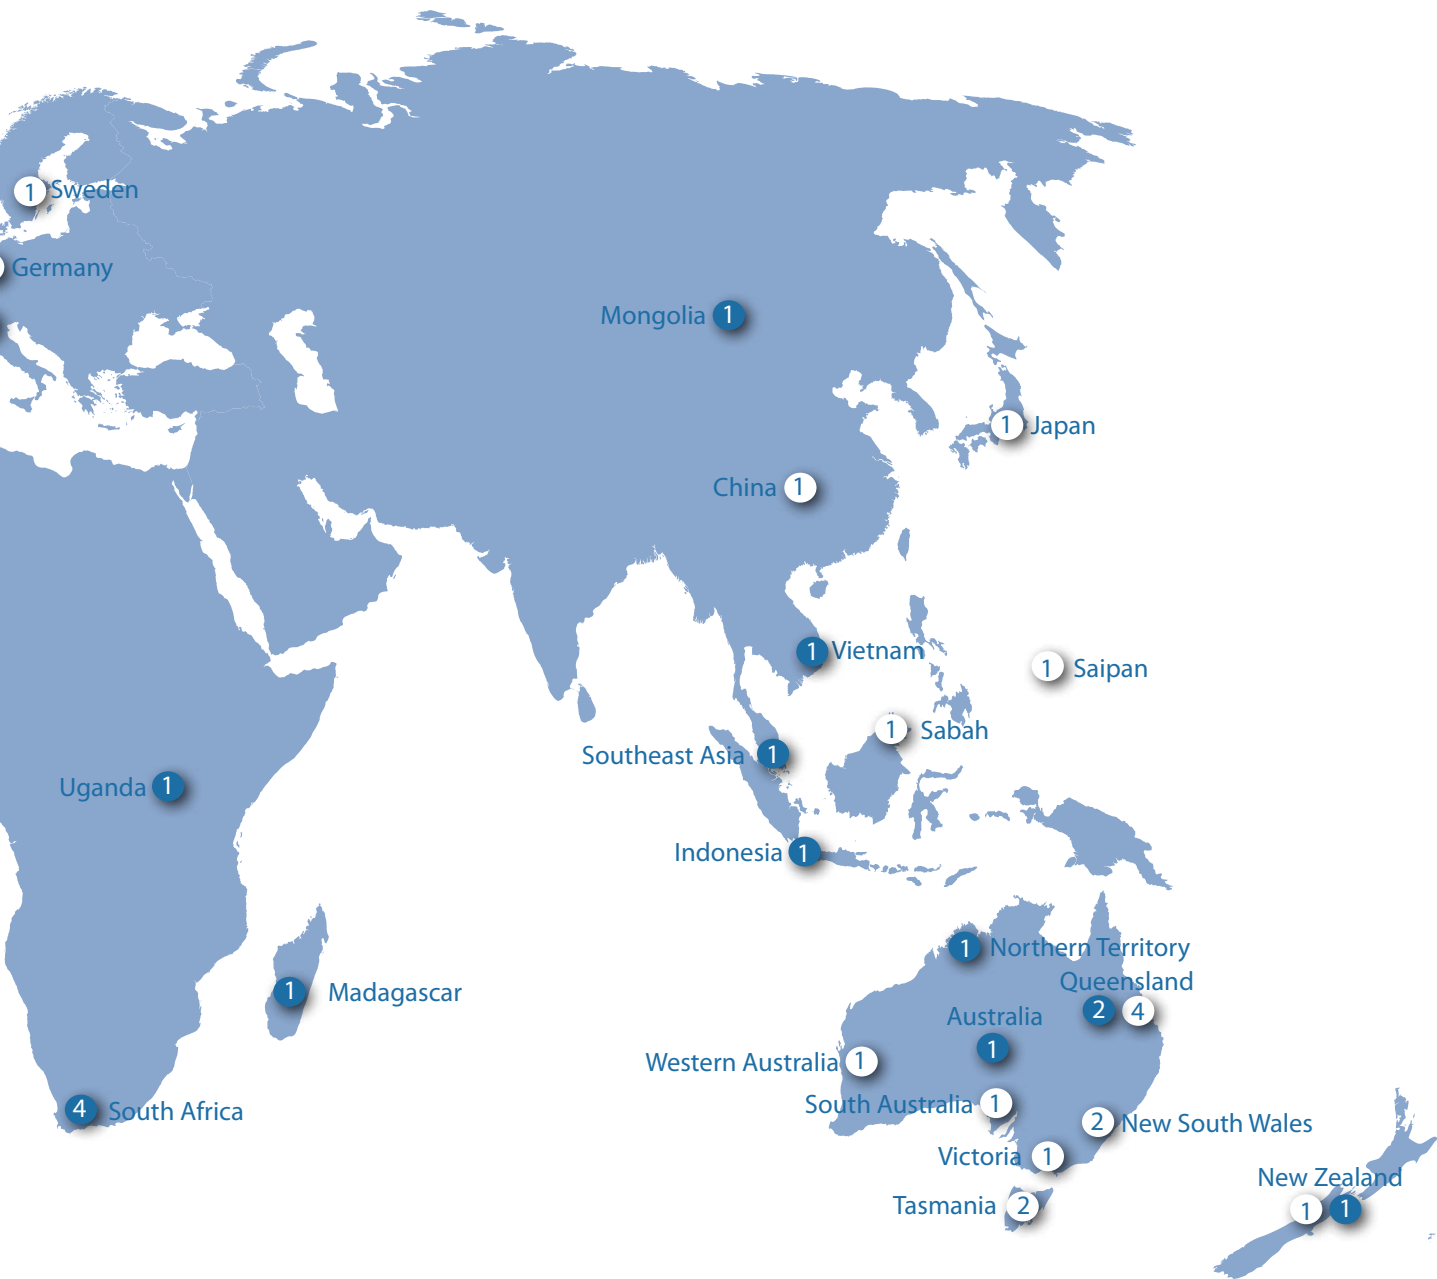 1 Sweden
Germany
Mongolia 1
1 Japan
China 1
1 Vietnam
1 Saipan
1 Sabah
Southeast Asia 1
Uganda 1
Indonesia 1
1 Northern Territory
Queensland
2 4
1 Madagascar
Australia
1
Western Australia 1
South Australia 1
4 South Africa
2 New South Wales
Victoria 1
New Zealand
1 1
Tasmania 2